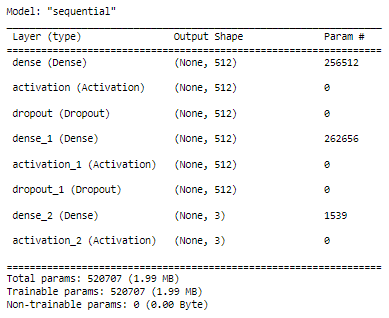 Model: "sequential"
Layer (type) Output Shape Param #
dense (Dense) (None, 512) 256512
activation (Activation) (None, 512) 0
dropout (Dropout) (None, 512) 0
dense_1 (Dense) (None, 512) 262656
activation_1 (Activation) (None, 512) 0
dropout_1 (Dropout) (None, 512) 0
dense_2 (Dense) (None, 3) 1539
activation_2 (Activation) (None, 3) 0
Total params: 520707 (1.99 MB)
Trainable params: 520707 (1.99 MB)
Non-trainable params: 0 (0.00 Byte)